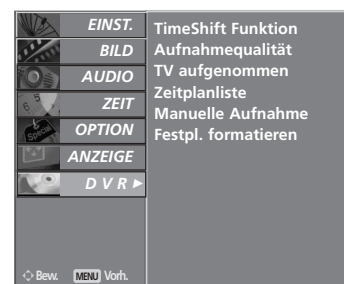 EINST.
BILD
AUDIO
ZEIT
OPTION
ANZEIGE
D V R ►
TimeShift Funktion
Aufnahmequalität
TV aufgenommen
Zeitplanliste
Manuelle Aufnahme
Festpl. formatieren
Bew. MENU Vorh.
Special